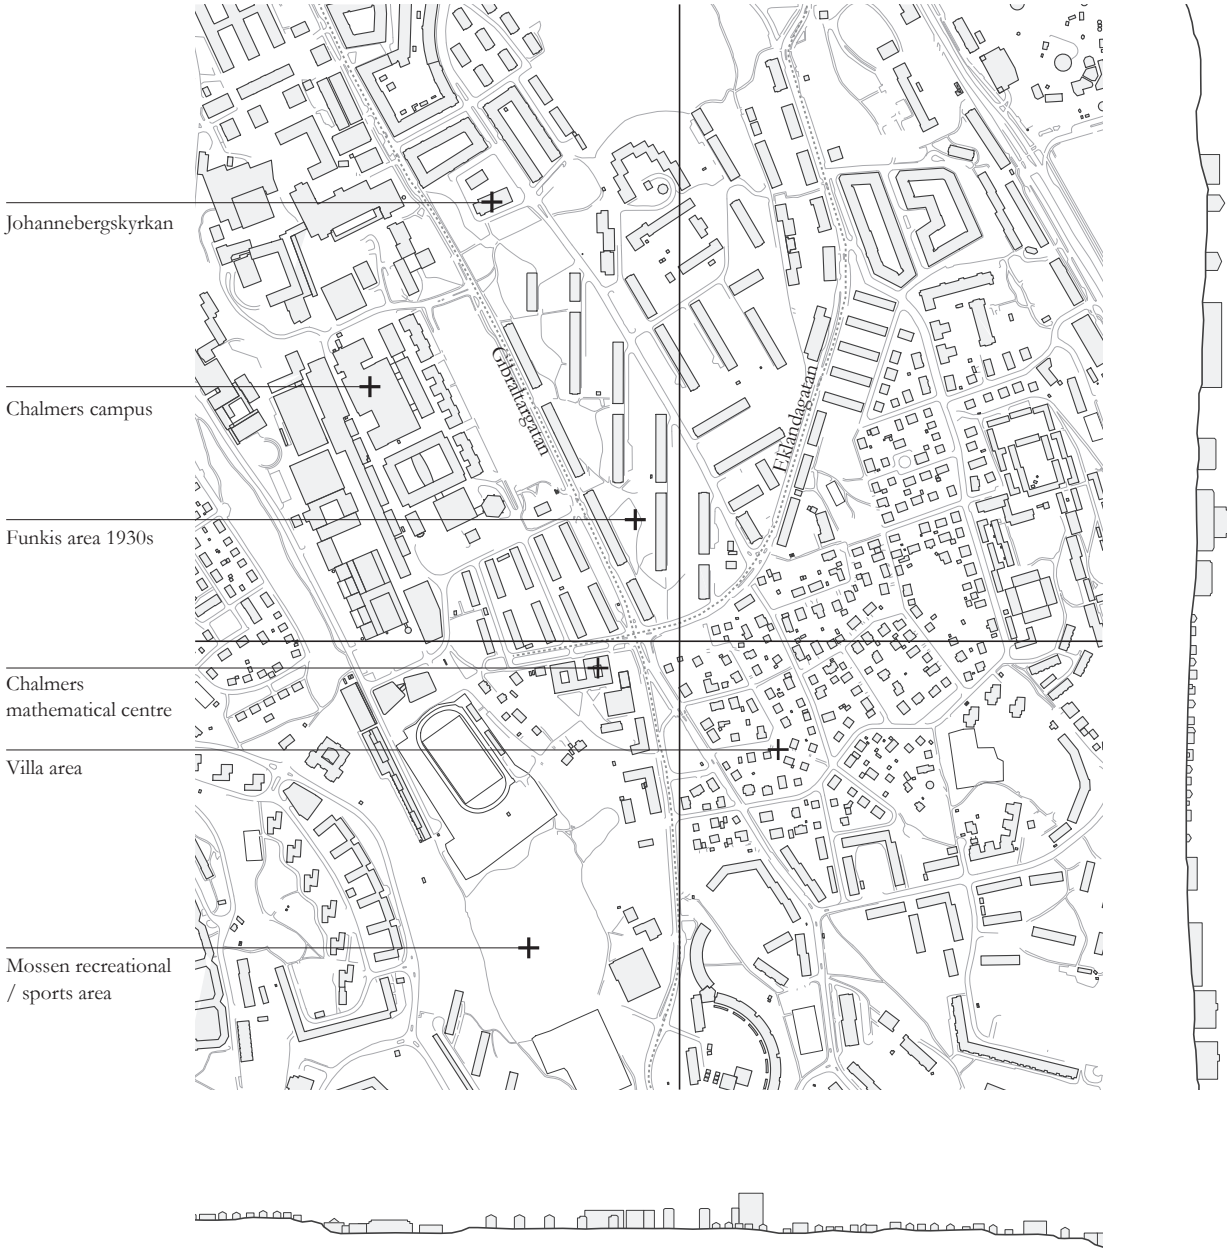 Johannebergskyrkan
Chalmers campus
Gibraltargatan
Eklandagatan
Funkis area 1930s
Chalmers
mathematical centre
Villa area
Mossen recreational
/ sports area